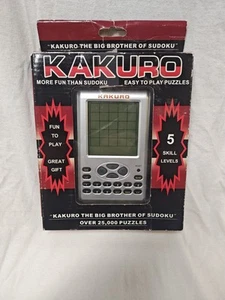 "KAKURO THE BIG BROTHER OF SUDOKU"
KAKURO
MORE FUN THAN SUDOKU EASY TO PLAY PUZZLES
KAKURO
FUN
TO
PLAY
GREAT
GIFT
5
SKILL
LEVELS
"KAKURO THE BIG BROTHER OF SUDOKU"
OVER 25,000 PUZZLES